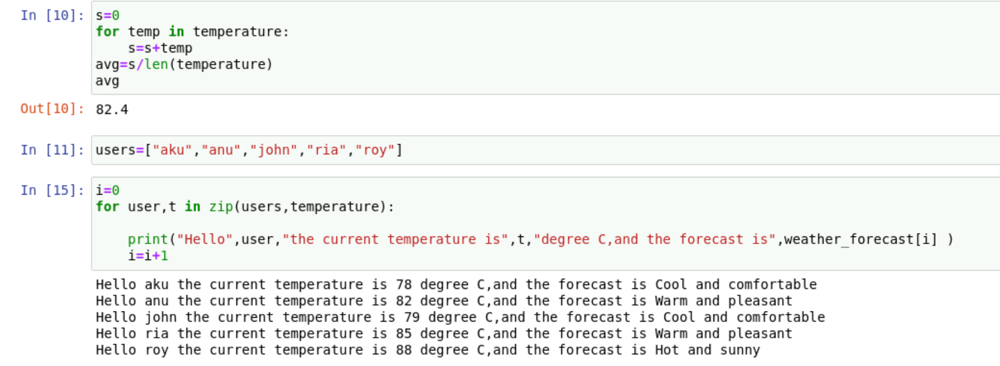 In [10]: s=0
for temp in temperature:
    s=s+temp
avg=s/len(temperature)
avg
Out[10]: 82.4
In [11]: users=["aku","anu","john","ria","roy"]
In [15]: i=0
for user,t in zip(users,temperature):
    print("Hello",user,"the current temperature is",t,"degree C,and the forecast is",weather_forecast[i] )
    i=i+1
Hello aku the current temperature is 78 degree C,and the forecast is Cool and comfortable
Hello anu the current temperature is 82 degree C,and the forecast is Warm and pleasant
Hello john the current temperature is 79 degree C,and the forecast is Cool and comfortable
Hello ria the current temperature is 85 degree C,and the forecast is Warm and pleasant
Hello roy the current temperature is 88 degree C,and the forecast is Hot and sunny